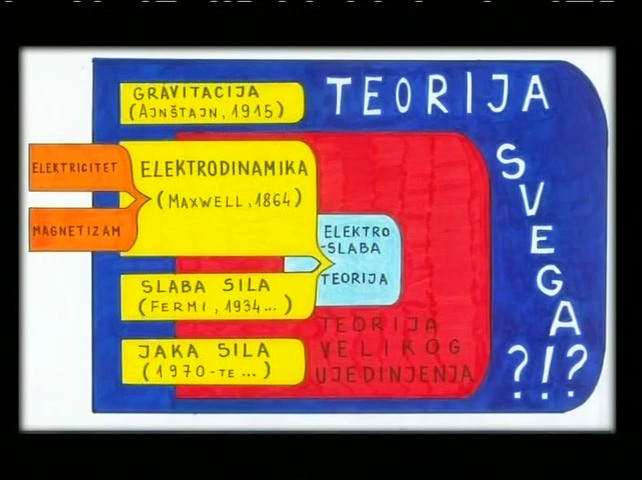 TEORIJA
SVEGA
?!?
GRAVITACIJA
(AJNŠTAJN, 1915)
ELEKTRICITET
MAGNETIZAM
ELEKTRODINAMIKA
(MAXWELL, 1864)
ELEKTRO
-SLABA
TEORIJA
SLABA SILA
(FERMI, 1934...)
JAKA SILA
(1970-TE...)
TEORIJA
VELIKOG
UJEDINJENJA